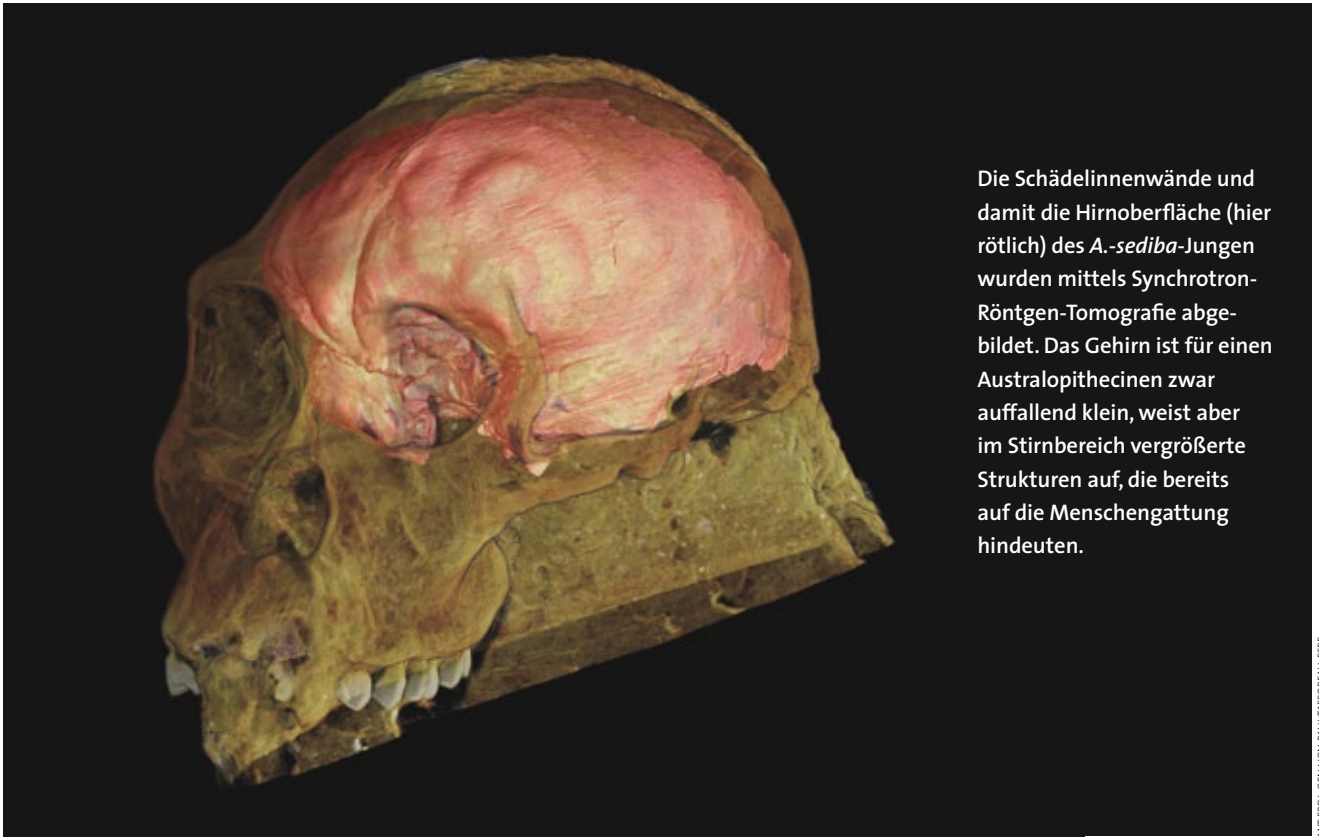 Die Schädelinnenwände und
damit die Hirnoberfläche (hier
rötlich) des A.-sediba-Jungen
wurden mittels Synchrotron-
Röntgen-Tomografie abge-
bildet. Das Gehirn ist für einen
Australopithecinen zwar
auffallend klein, weist aber
im Stirnbereich vergrößerte
Strukturen auf, die bereits
auf die Menschengattung
hindeuten.